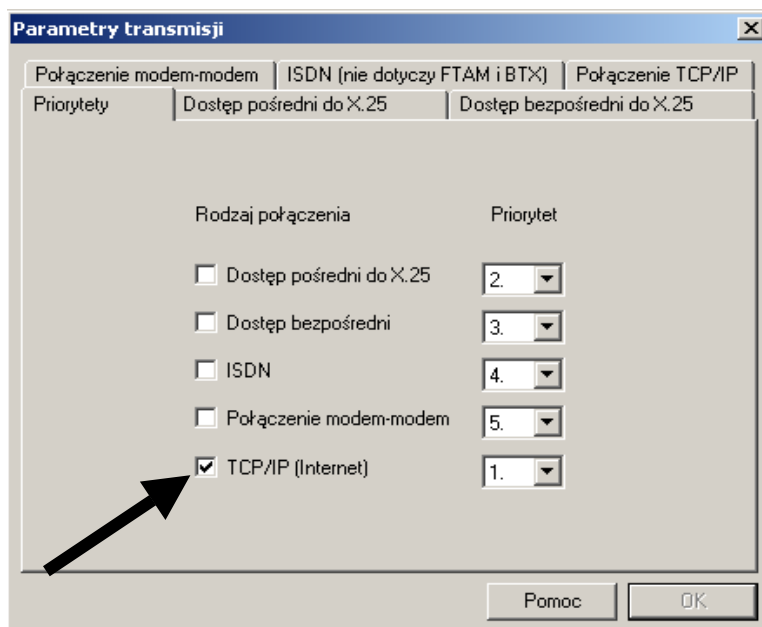 Parametry transmisji
Połączenie modem-modem ISDN (nie dotyczy FTAM i BTX) Połączenie TCP/IP
Priorytety Dostęp pośredni do X.25 Dostęp bezpośredni do X.25
Rodzaj połączenia Priorytet
Dostęp pośredni do X.25 2.
Dostęp bezpośredni 3.
ISDN 4.
Połączenie modem-modem 5.
TCP/IP (Internet) 1.
Pomoc OK